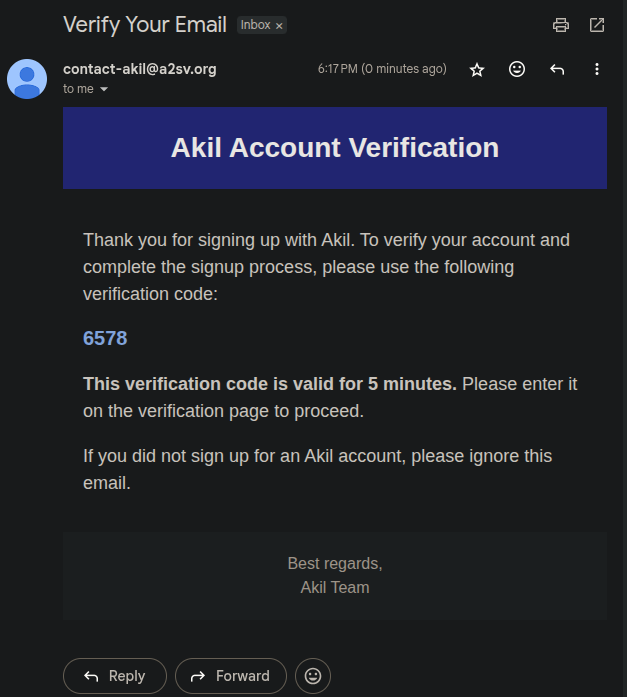 Verify Your Email Inbox ×
contact-akil@a2sv.org 6:17 PM (0 minutes ago)
to me
Akil Account Verification
Thank you for signing up with Akil. To verify your account and
complete the signup process, please use the following
verification code:
6578
This verification code is valid for 5 minutes. Please enter it
on the verification page to proceed.
If you did not sign up for an Akil account, please ignore this
email.
Best regards,
Akil Team
Reply Forward